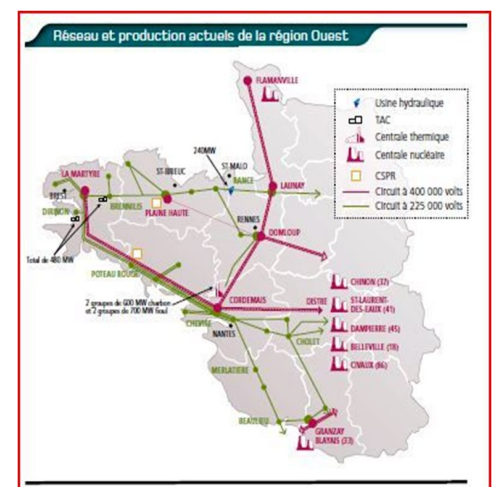 Réseau et production actuels de la région Ouest
FLAMANVILLE
Usine hydraulique
TAC
Centrale thermique
Centrale nucléaire
CSPR
Circuit à 400 000 volts
Circuit à 225 000 volts
240MW
ST-BRIEUC
ST-MALO
RANCE
LA MARTYRE
LAUNAY
BREST
BRENNILIS
PLAINE HAUTE
DIRINON
RENNES
DOMLOUP
Total de 480 MW
POTEAU ROUGE
2 groupes de 600 MW charbon
et 2 groupes de 700 MW fioul
CORDEMAIS
DISTRE
CHINON (37)
ST-LAURENT-
DES-EAUX (41)
CHEVIRE
NANTES
CHOLET
DAMPIERRE (45)
BELLEVILLE (18)
CIVAUX (86)
MERLATIERE
BEAULIEU
GRANZAY
BLAYAIS (33)